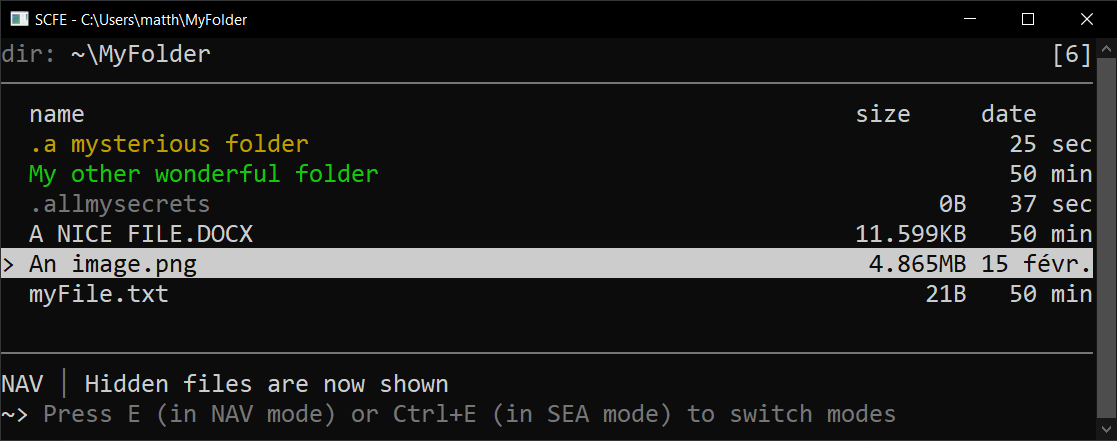 SCFE - C:\Users\matth\MyFolder
dir: ~\MyFolder [6]
name size date
.a mysterious folder 25 sec
My other wonderful folder 50 min
.allmysecrets 0B 37 sec
A NICE FILE.DOCX 11.599KB 50 min
> An image.png 4.865MB 15 févr.
myFile.txt 21B 50 min
NAV │ Hidden files are now shown
~> Press E (in NAV mode) or Ctrl+E (in SEA mode) to switch modes